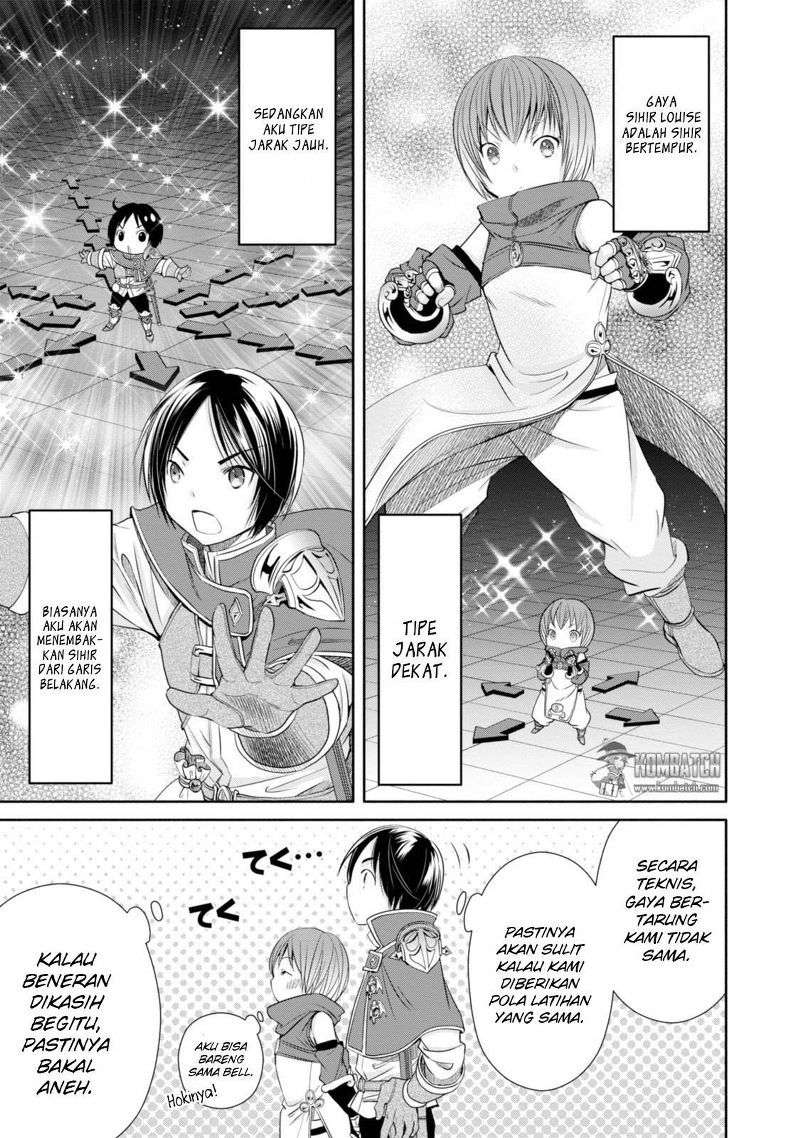 GAYA
SIHIR LOUISE
ADALAH SIHIR
BERTEMPUR.
TIPE
JARAK
DEKAT.
SEDANGKAN
AKU TIPE
JARAK JAUH.
BIASANYA
AKU AKAN
MENEMBAK-
KAN SIHIR
DARI GARIS
BELAKANG.
KOMBATCH
www.kombatch.com
SECARA
TEKNIS,
GAYA BER-
TARUNG
KAMI TIDAK
SAMA.
PASTINYA
AKAN SULIT
KALAU KAMI
DIBERIKAN
POLA LATIHAN
YANG SAMA.
てく…
てく
AKU BISA
BARENG
SAMA BELL.
Hokinya!
KALAU
BENERAN
DIKASIH
BEGITU,
PASTINYA
BAKAL
ANEH.